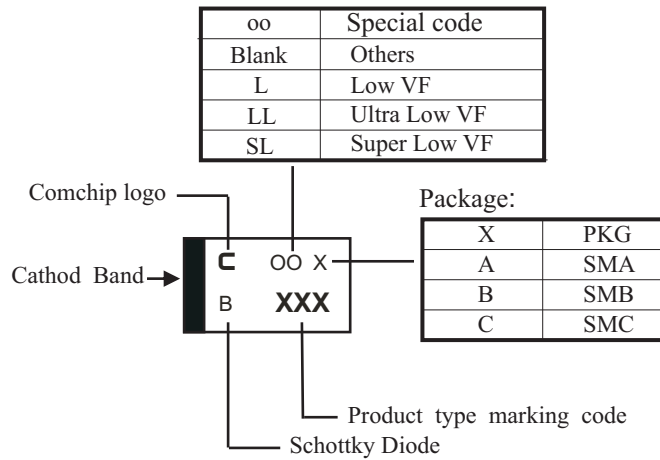 oo Special code
Blank Others
L Low VF
LL Ultra Low VF
SL Super Low VF
Comchip logo
Package:
X PKG
A SMA
B SMB
C SMC
Cathod Band
C OO X
B XXX
Product type marking code
Schottky Diode